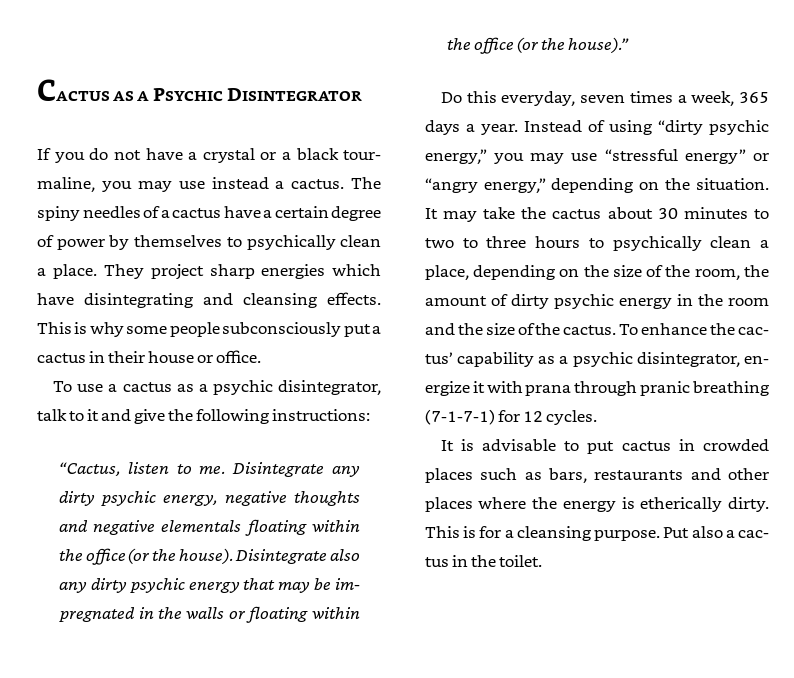 Cactus as a Psychic Disintegrator
If you do not have a crystal or a black tour-
maline, you may use instead a cactus. The
spiny needles of a cactus have a certain degree
of power by themselves to psychically clean
a place. They project sharp energies which
have disintegrating and cleansing effects.
This is why some people subconsciously put a
cactus in their house or office.
To use a cactus as a psychic disintegrator,
talk to it and give the following instructions:
“Cactus, listen to me. Disintegrate any
dirty psychic energy, negative thoughts
and negative elementals floating within
the office (or the house). Disintegrate also
any dirty psychic energy that may be im-
pregnated in the walls or floating within
the office (or the house).”
Do this everyday, seven times a week, 365
days a year. Instead of using “dirty psychic
energy,” you may use “stressful energy” or
“angry energy,” depending on the situation.
It may take the cactus about 30 minutes to
two to three hours to psychically clean a
place, depending on the size of the room, the
amount of dirty psychic energy in the room
and the size of the cactus. To enhance the cac-
tus’ capability as a psychic disintegrator, en-
ergize it with prana through pranic breathing
(7-1-7-1) for 12 cycles.
It is advisable to put cactus in crowded
places such as bars, restaurants and other
places where the energy is etherically dirty.
This is for a cleansing purpose. Put also a cac-
tus in the toilet.